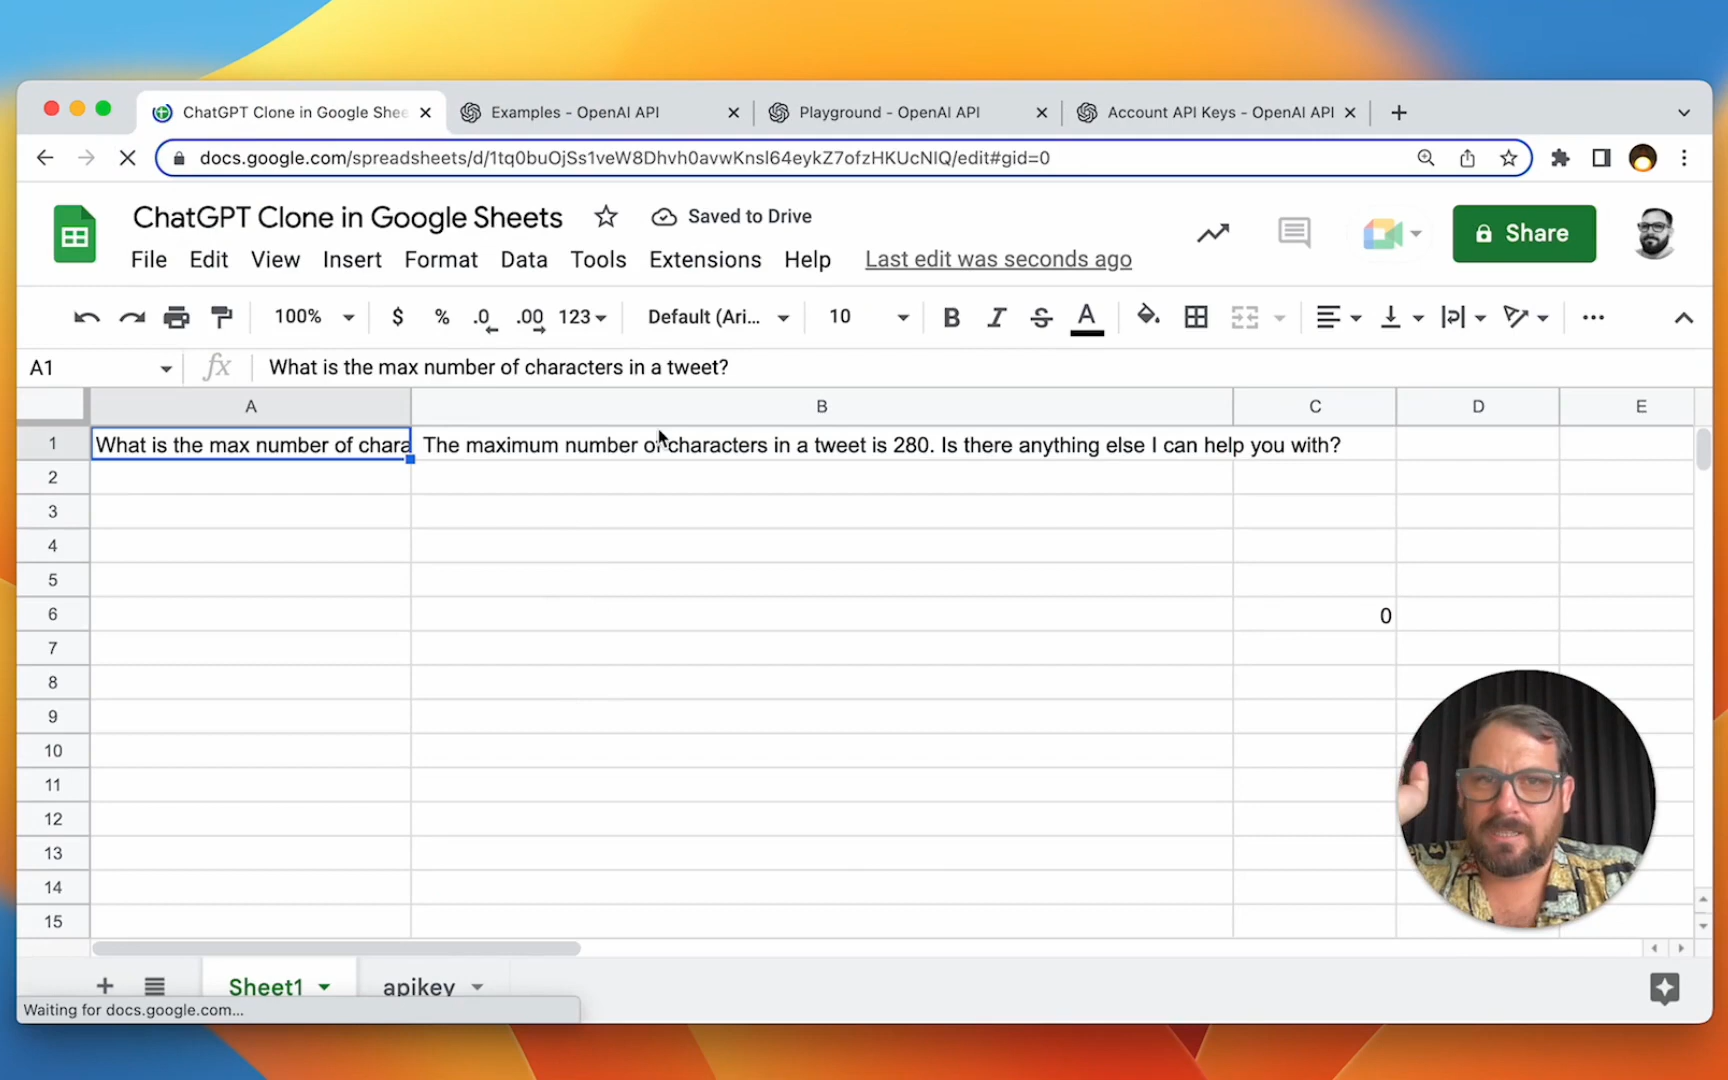 ChatGPT Clone in Google Shee
Examples - OpenAI API
Playground - OpenAI API
Account API Keys - OpenAI API
docs.google.com/spreadsheets/d/1tq0buOjSs1veW8Dhvh0avwKnsl64eykZ7ofzHKUcNIQ/edit#gid=0
ChatGPT Clone in Google Sheets
Saved to Drive
Share
File Edit View Insert Format Data Tools Extensions Help Last edit was seconds ago
100% $ % .0 .00 123 Default (Ari... 10 B I S A
A1 fx What is the max number of characters in a tweet?
A B C D E
1 What is the max number of chara The maximum number of characters in a tweet is 280. Is there anything else I can help you with?
2
3
4
5
6 0
7
8
9
10
11
12
13
14
15
Sheet1 apikey
Waiting for docs.google.com...